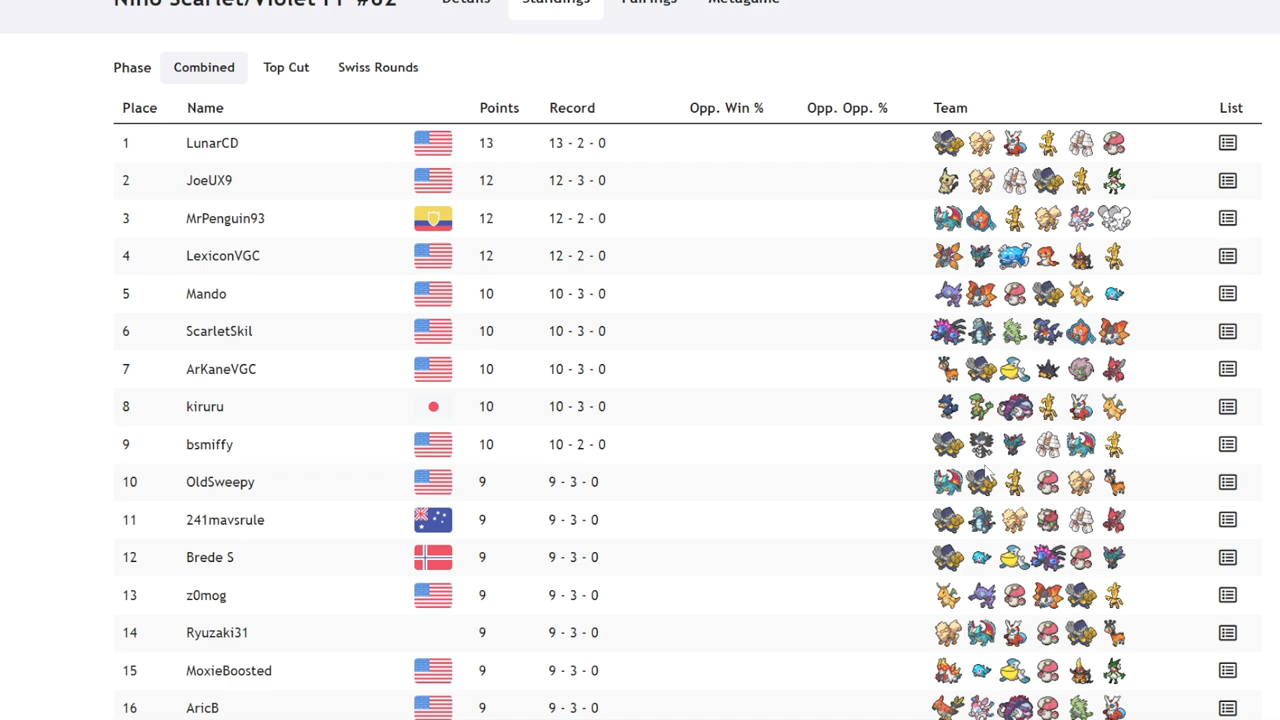 Nino Scarlet/Violet FF #62 Details Standings Pairings Metagame
Phase Combined Top Cut Swiss Rounds
Place Name Points Record Opp. Win % Opp. Opp. % Team List
1 LunarCD 13 13 - 2 - 0
2 JoeUX9 12 12 - 3 - 0
3 MrPenguin93 12 12 - 2 - 0
4 LexiconVGC 12 12 - 2 - 0
5 Mando 10 10 - 3 - 0
6 ScarletSkil 10 10 - 3 - 0
7 ArKaneVGC 10 10 - 3 - 0
8 kiruru 10 10 - 3 - 0
9 bsmiffy 10 10 - 2 - 0
10 OldSweepy 9 9 - 3 - 0
11 241mavsrule 9 9 - 3 - 0
12 Brede S 9 9 - 3 - 0
13 z0mog 9 9 - 3 - 0
14 Ryuzaki31 9 9 - 3 - 0
15 MoxieBoosted 9 9 - 3 - 0
16 AricB 9 9 - 3 - 0